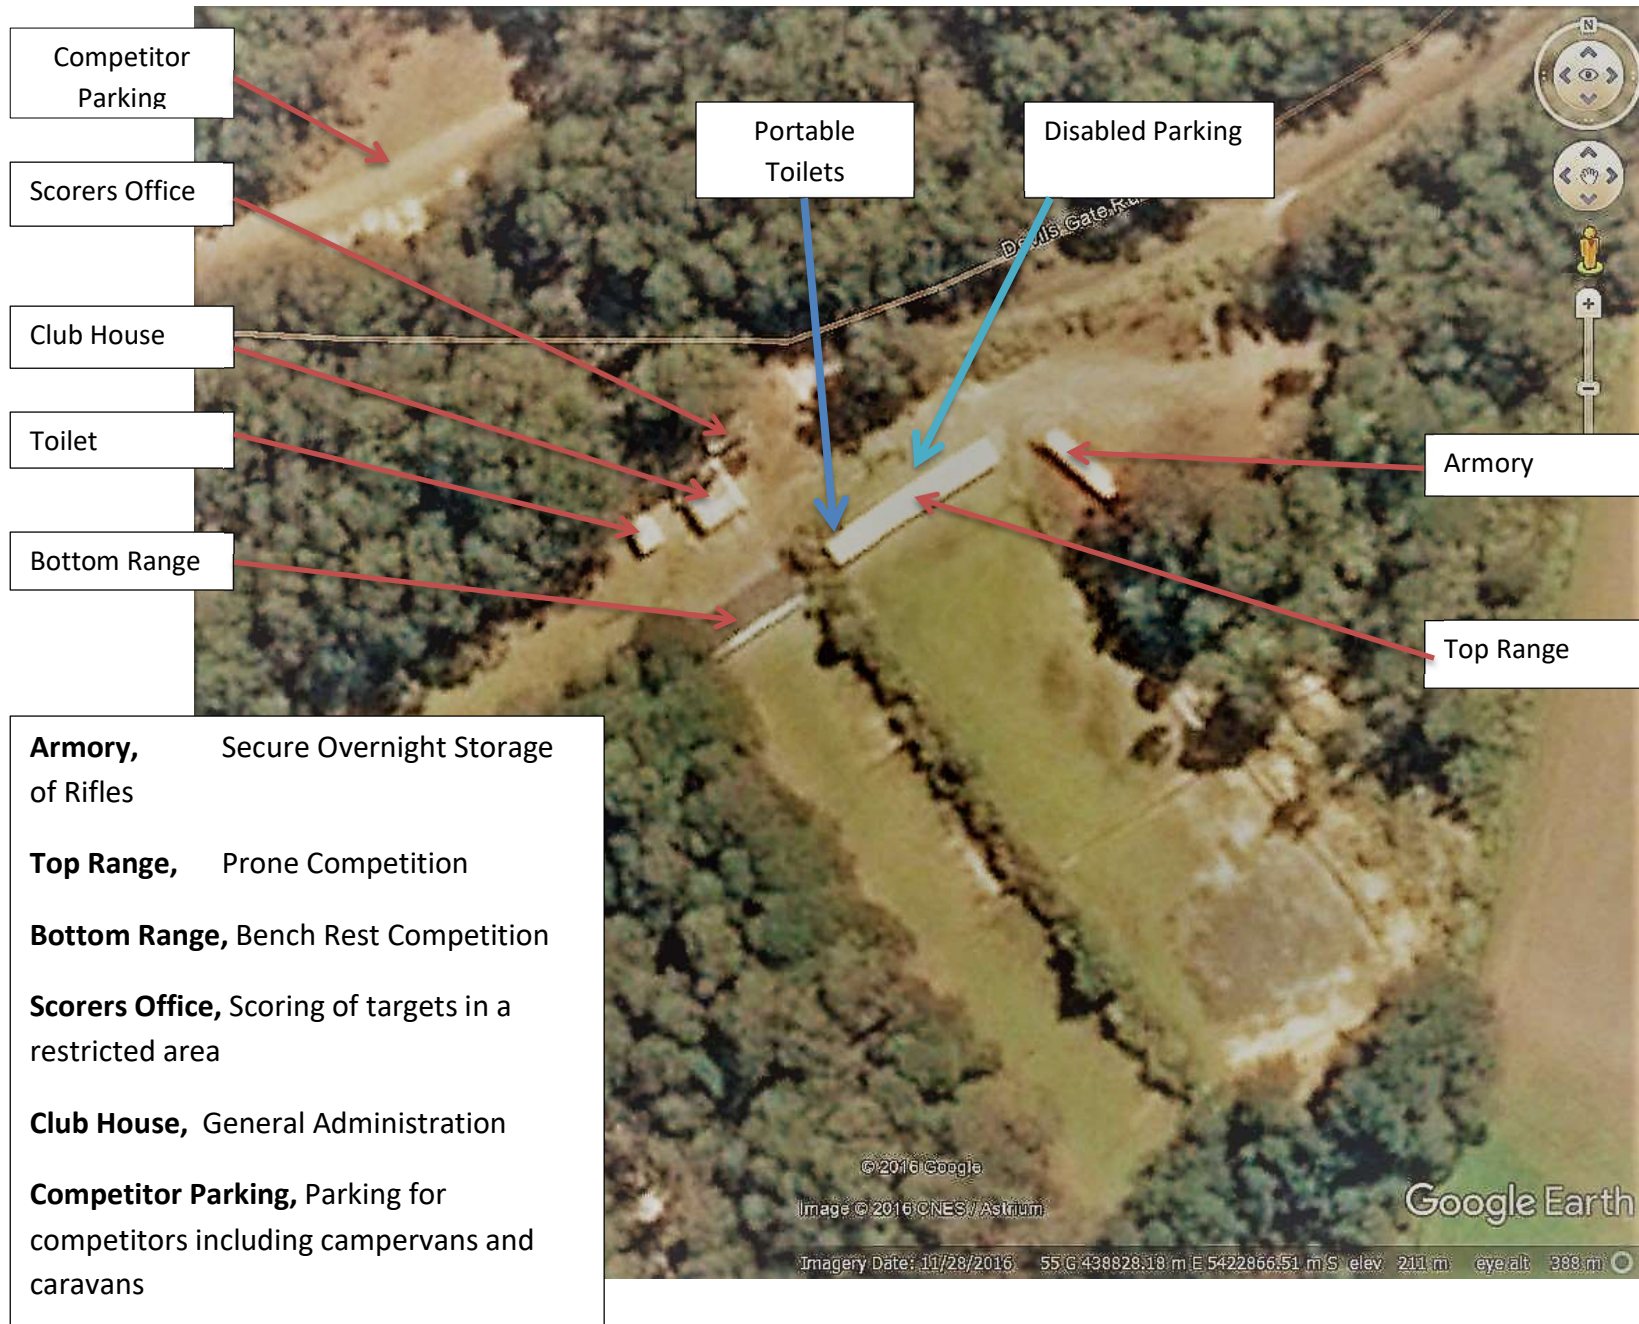 Competitor
Parking
Scorers Office
Club House
Toilet
Bottom Range
Portable
Toilets
Disabled Parking
Devils Gate
Armory
Top Range
N
Armory, Secure Overnight Storage
of Rifles
Top Range, Prone Competition
Bottom Range, Bench Rest Competition
Scorers Office, Scoring of targets in a
restricted area
Club House, General Administration
Competitor Parking, Parking for
competitors including campervans and
caravans
© 2016 Google
Image © 2016 CNES / Astrium
Google Earth
Imagery Date: 11/28/2016 55 G 438828.18 m E 5422866.51 m S elev 211 m eye alt 388 m